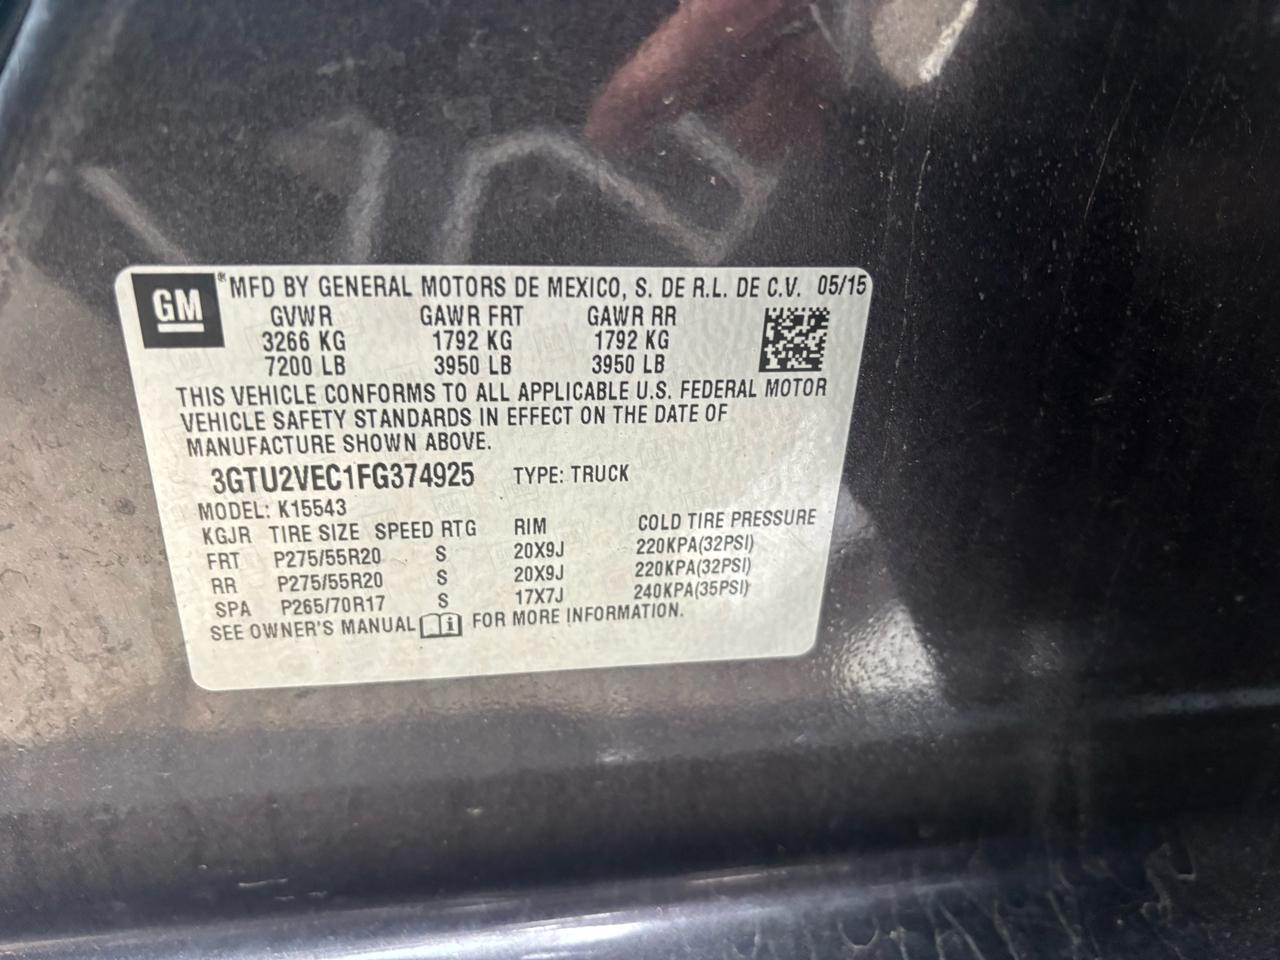 GM ® MFD BY GENERAL MOTORS DE MEXICO, S. DE R.L. DE C.V. 05/15
GVWR GAWR FRT GAWR RR
3266 KG 1792 KG 1792 KG
7200 LB 3950 LB 3950 LB
THIS VEHICLE CONFORMS TO ALL APPLICABLE U.S. FEDERAL MOTOR
VEHICLE SAFETY STANDARDS IN EFFECT ON THE DATE OF
MANUFACTURE SHOWN ABOVE.
3GTU2VEC1FG374925 TYPE: TRUCK
MODEL: K15543
KGJR TIRE SIZE SPEED RTG RIM COLD TIRE PRESSURE
FRT P275/55R20 S 20X9J 220KPA(32PSI)
RR P275/55R20 S 20X9J 220KPA(32PSI)
SPA P265/70R17 S 17X7J 240KPA(35PSI)
SEE OWNER'S MANUAL i FOR MORE INFORMATION.